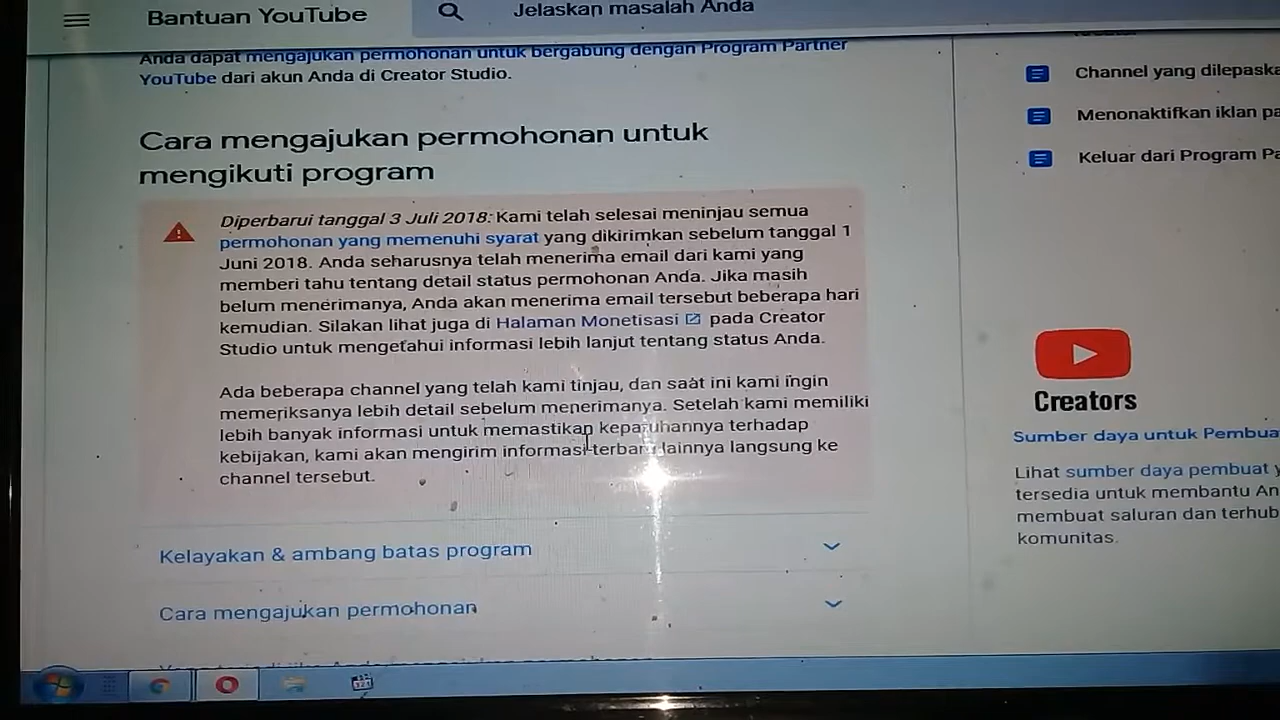 Bantuan YouTube
Jelaskan masalah Anda
Anda dapat mengajukan permohonan untuk bergabung dengan Program Partner
YouTube dari akun Anda di Creator Studio.
Cara mengajukan permohonan untuk
mengikuti program
Diperbarui tanggal 3 Juli 2018: Kami telah selesai meninjau semua
permohonan yang memenuhi syarat yang dikirimkan sebelum tanggal 1
Juni 2018. Anda seharusnya telah menerima email dari kami yang
memberi tahu tentang detail status permohonan Anda. Jika masih
belum menerimanya, Anda akan menerima email tersebut beberapa hari
kemudian. Silakan lihat juga di Halaman Monetisasi pada Creator
Studio untuk mengetahui informasi lebih lanjut tentang status Anda.
Ada beberapa channel yang telah kami tinjau, dan saat ini kami ingin
memeriksanya lebih detail sebelum menerimanya. Setelah kami memiliki
lebih banyak informasi untuk memastikan kepatuhannya terhadap
kebijakan, kami akan mengirim informasi terbaru lainnya langsung ke
channel tersebut.
Kelayakan & ambang batas program
Cara mengajukan permohonan
Channel yang dilepaska
Menonaktifkan iklan pa
Keluar dari Program Pa
Creators
Sumber daya untuk Pembua
Lihat sumber daya pembuat y
tersedia untuk membantu An
membuat saluran dan terhub
komunitas.